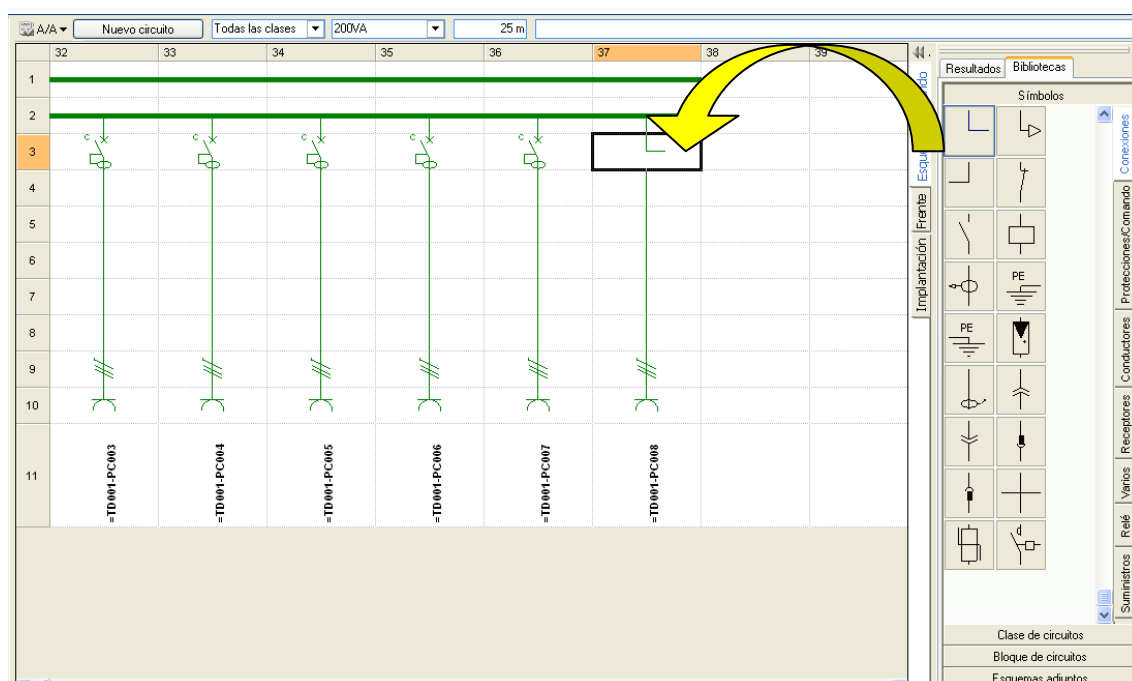 A/A Nuevo circuito Todas las clases 200VA 25 m
32 33 34 35 36 37 38 39
1
2
3
4
5
6
7
8
9
10
11
C C C C C
=TD001-PC003
=TD001-PC004
=TD001-PC005
=TD001-PC006
=TD001-PC007
=TD001-PC008
Frente
Implantación
Resultados Bibliotecas
Símbolos
PE
PE
Conexiones
Protecciones/Comando
Conductores
Receptores
Varios
Relé
Suministros
Clase de circuitos
Bloque de circuitos
Esquemas adjuntos